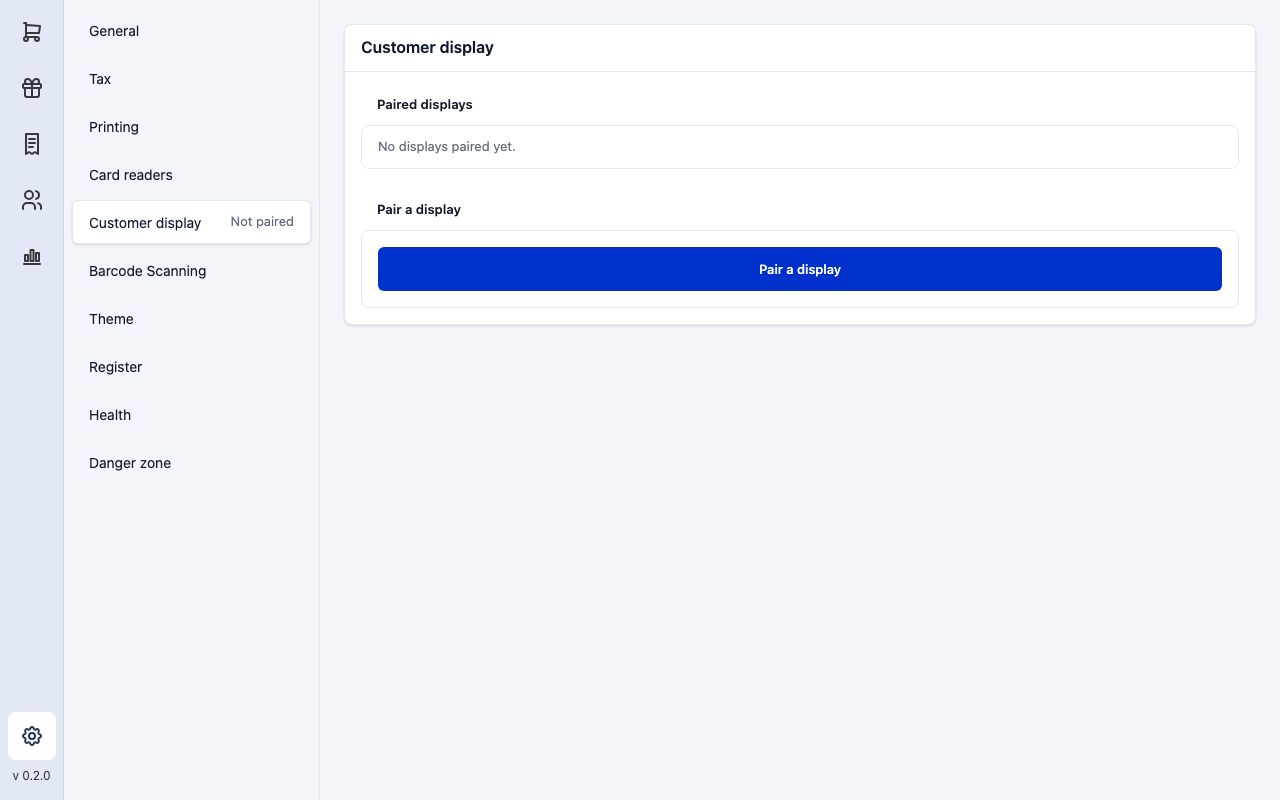 General
Tax
Printing
Card readers
Customer display Not paired
Barcode Scanning
Theme
Register
Health
Danger zone
v 0.2.0
Customer display
Paired displays
No displays paired yet.
Pair a display
Pair a display